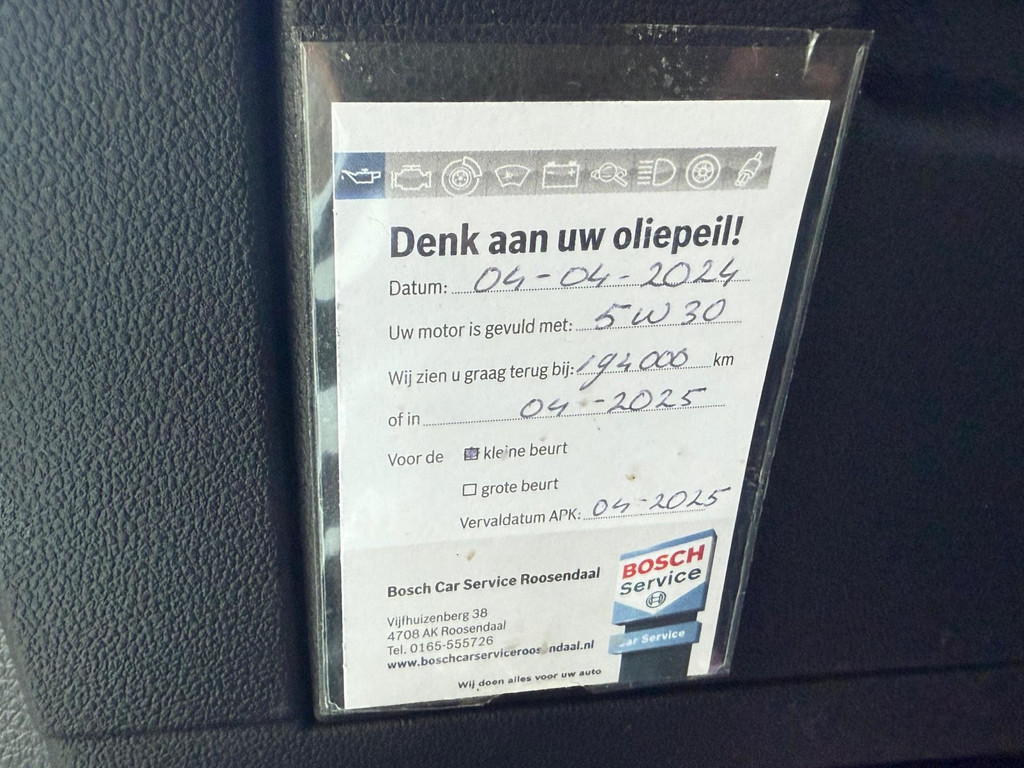 Denk aan uw oliepeil!
Datum: 04-04-2024
Uw motor is gevuld met: 5W30
Wij zien u graag terug bij: 194000 km
of in 04-2025
Voor de kleine beurt
grote beurt
Vervaldatum APK: 04-2025
Bosch Car Service Roosendaal
Vijfhuizenberg 38
4708 AK Roosendaal
Tel. 0165-555726
www.boschcarserviceroosendaal.nl
Wij doen alles voor uw auto
BOSCH
Service
Car Service